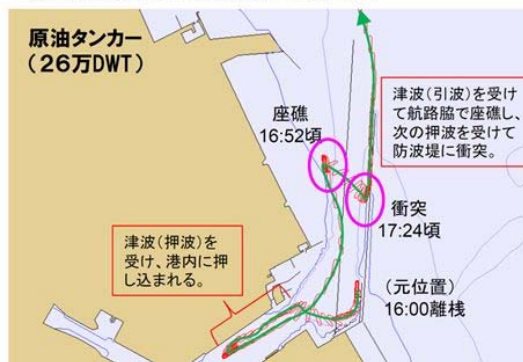 原油タンカー
（２６万DWT）
座礁
16:52頃
津波（引波）を受け
て航路脇で座礁し、
次の押波を受けて
防波堤に衝突。
衝突
17:24頃
津波（押波）を
受け、港内に押
し込まれる。
（元位置）
16:00離桟